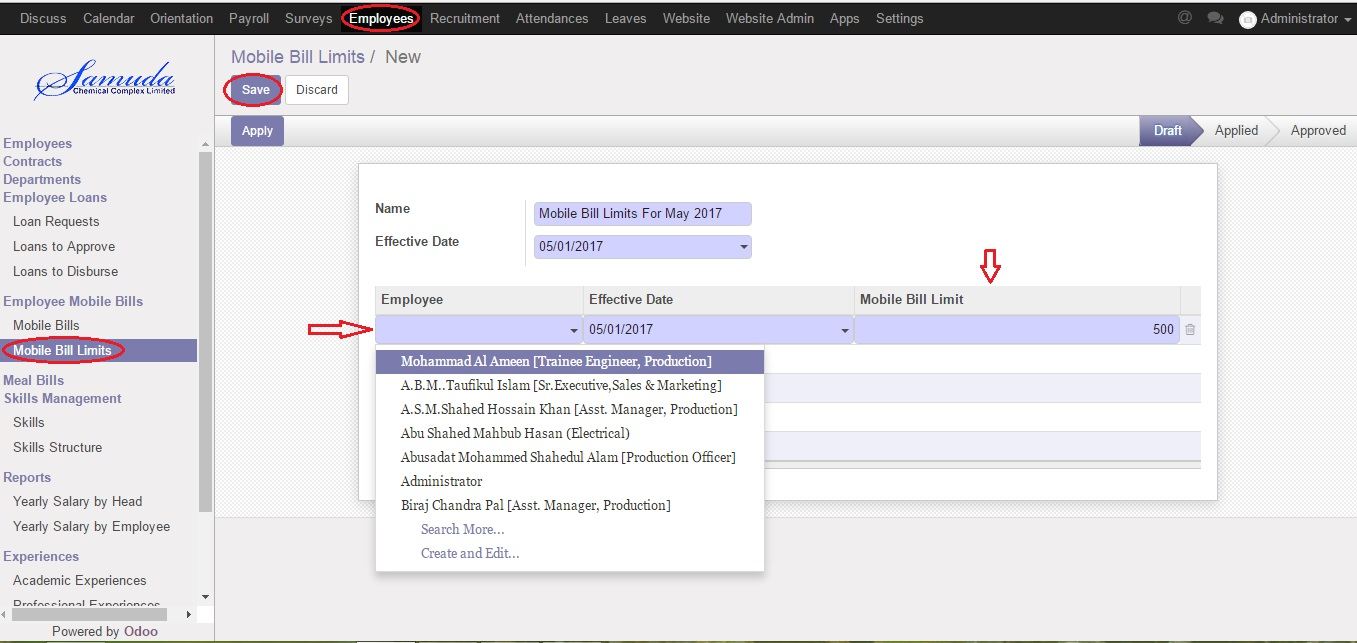 Discuss Calendar Orientation Payroll Surveys Employees Recruitment Attendances Leaves Website Website Admin Apps Settings @ Administrator
Samuda
Chemical Complex Limited
Mobile Bill Limits / New
Save Discard
Apply Draft Applied Approved
Employees
Contracts
Departments
Employee Loans
Loan Requests
Loans to Approve
Loans to Disburse
Employee Mobile Bills
Mobile Bills
Mobile Bill Limits
Meal Bills
Skills Management
Skills
Skills Structure
Reports
Yearly Salary by Head
Yearly Salary by Employee
Experiences
Academic Experiences
Professional Experiences
Powered by Odoo
Name Mobile Bill Limits For May 2017
Effective Date 05/01/2017
Employee Effective Date Mobile Bill Limit
05/01/2017 500
Mohammad Al Ameen [Trainee Engineer, Production]
A.B.M..Taufikul Islam [Sr.Executive,Sales & Marketing]
A.S.M.Shahed Hossain Khan [Asst. Manager, Production]
Abu Shahed Mahbub Hasan (Electrical)
Abusadat Mohammed Shahedul Alam [Production Officer]
Administrator
Biraj Chandra Pal [Asst. Manager, Production]
Search More...
Create and Edit...